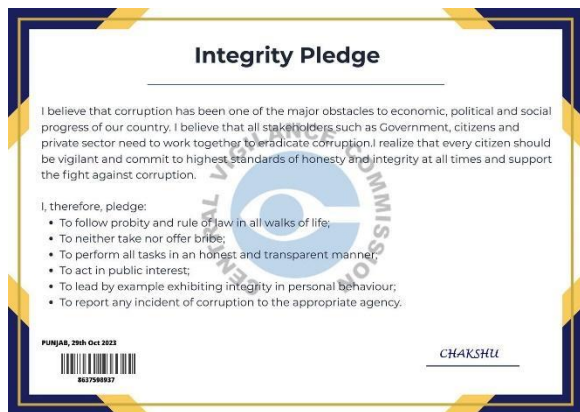 Integrity Pledge
I believe that corruption has been one of the major obstacles to economic, political and social
progress of our country. I believe that all stakeholders such as Government, citizens and
private sector need to work together to eradicate corruption.I realize that every citizen should
be vigilant and commit to highest standards of honesty and integrity at all times and support
the fight against corruption.
I, therefore, pledge:
• To follow probity and rule of law in all walks of life;
• To neither take nor offer bribe;
• To perform all tasks in an honest and transparent manner;
• To act in public interest;
• To lead by example exhibiting integrity in personal behaviour;
• To report any incident of corruption to the appropriate agency.
CENTRAL VIGILANCE COMMISSION
PUNJAB, 29th Oct 2023
8637598937
CHAKSHU